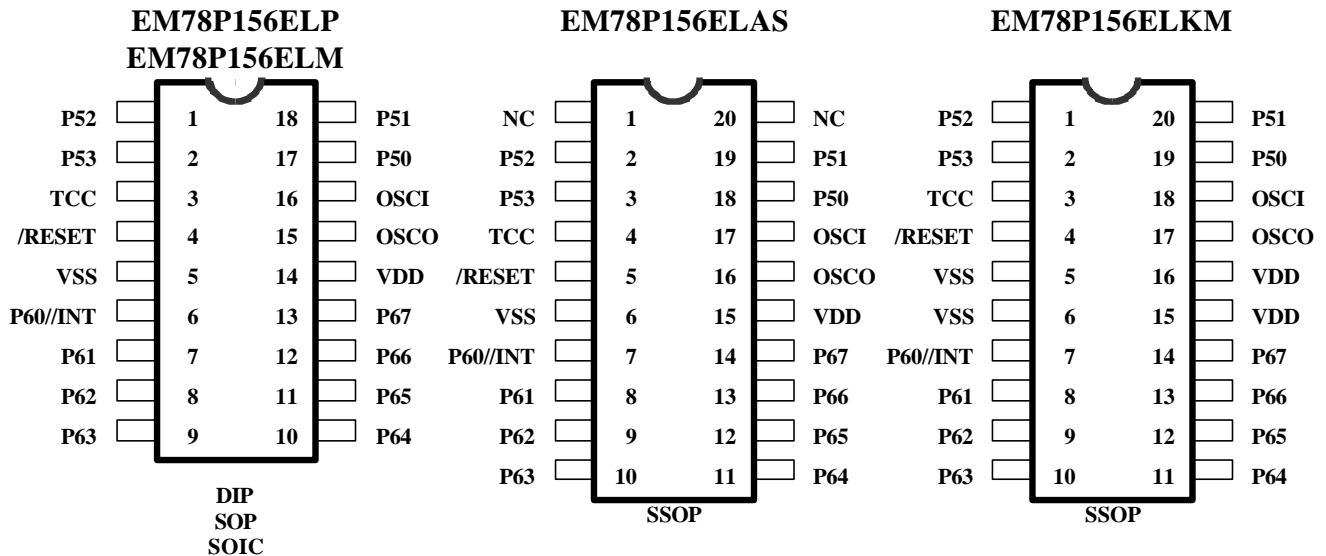 EM78P156ELP
EM78P156ELM
P52 1 18 P51
P53 2 17 P50
TCC 3 16 OSCI
/RESET 4 15 OSCO
VSS 5 14 VDD
P60//INT 6 13 P67
P61 7 12 P66
P62 8 11 P65
P63 9 10 P64
DIP
SOP
SOIC
EM78P156ELAS
NC 1 20 NC
P52 2 19 P51
P53 3 18 P50
TCC 4 17 OSCI
/RESET 5 16 OSCO
VSS 6 15 VDD
P60//INT 7 14 P67
P61 8 13 P66
P62 9 12 P65
P63 10 11 P64
SSOP
EM78P156ELKM
P52 1 20 P51
P53 2 19 P50
TCC 3 18 OSCI
/RESET 4 17 OSCO
VSS 5 16 VDD
VSS 6 15 VDD
P60//INT 7 14 P67
P61 8 13 P66
P62 9 12 P65
P63 10 11 P64
SSOP